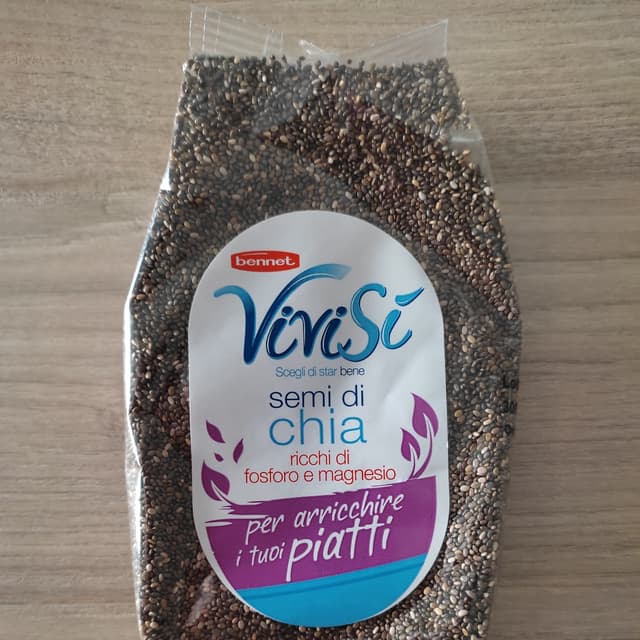 bennet
ViviSì
Scegli di star bene
semi di
chia
ricchi di
fosforo e magnesio
per arricchire
i tuoi piatti